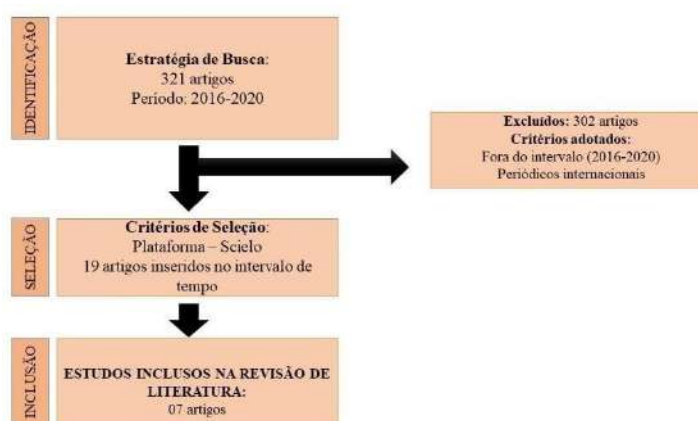 IDENTIFICAÇÃO
Estratégia de Busca:
321 artigos
Período: 2016-2020
Excluídos: 302 artigos
Critérios adotados:
Fora do intervalo (2016-2020)
Periódicos internacionais
SELEÇÃO
Critérios de Seleção:
Plataforma – Scielo
19 artigos inseridos no intervalo de
tempo
INCLUSÃO
ESTUDOS INCLUSOS NA REVISÃO DE
LITERATURA:
07 artigos